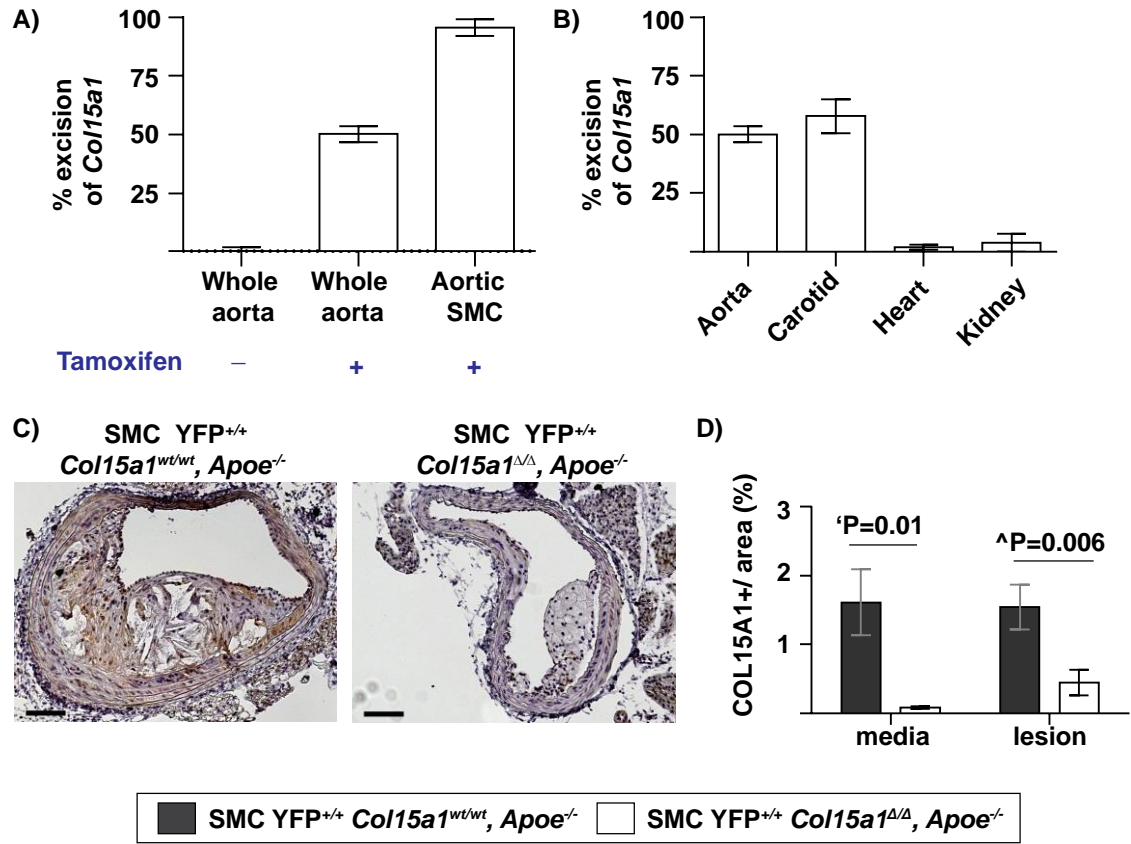 A)
100
75
50
25
% excision
of Col15a1
Whole
aorta
Whole
aorta
Aortic
SMC
Tamoxifen – + +
B)
100
75
50
25
% excision
of Col15a1
Aorta
Carotid
Heart
Kidney
C)
SMC YFP+/+
Col15a1wt/wt, Apoe-/-
SMC YFP+/+
Col15a1Δ/Δ, Apoe-/-
D)
COL15A1+/ area (%)
3
2
1
‘P=0.01
^P=0.006
media
lesion
SMC YFP+/+ Col15a1wt/wt, Apoe-/-
SMC YFP+/+ Col15a1Δ/Δ, Apoe-/-